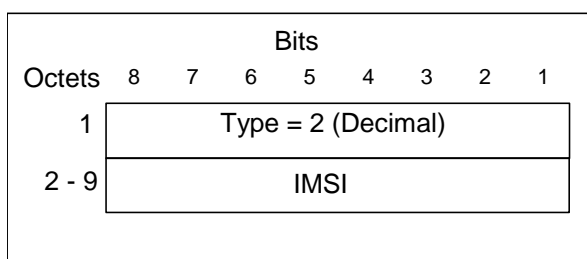 Bits
Octets 8 7 6 5 4 3 2 1
1 Type = 2 (Decimal)
2 - 9 IMSI